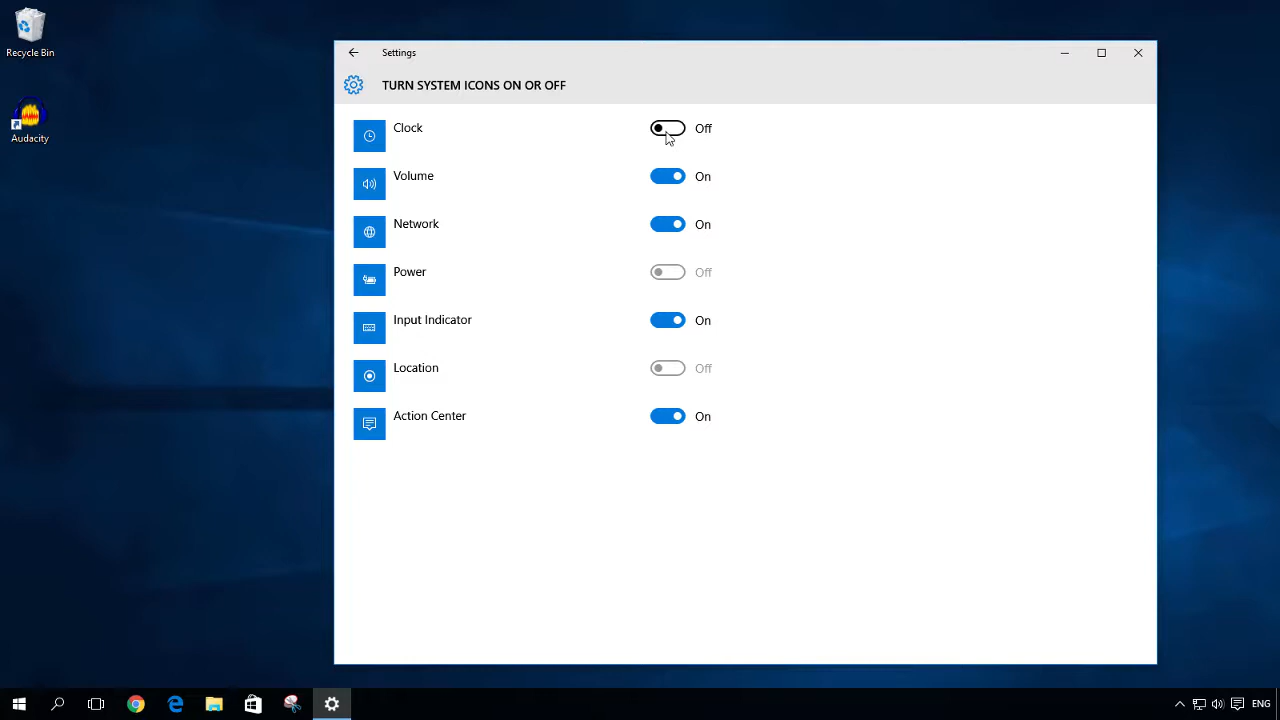 Recycle Bin
Audacity
Settings
TURN SYSTEM ICONS ON OR OFF
Clock Off
Volume On
Network On
Power Off
Input Indicator On
Location Off
Action Center On
ENG